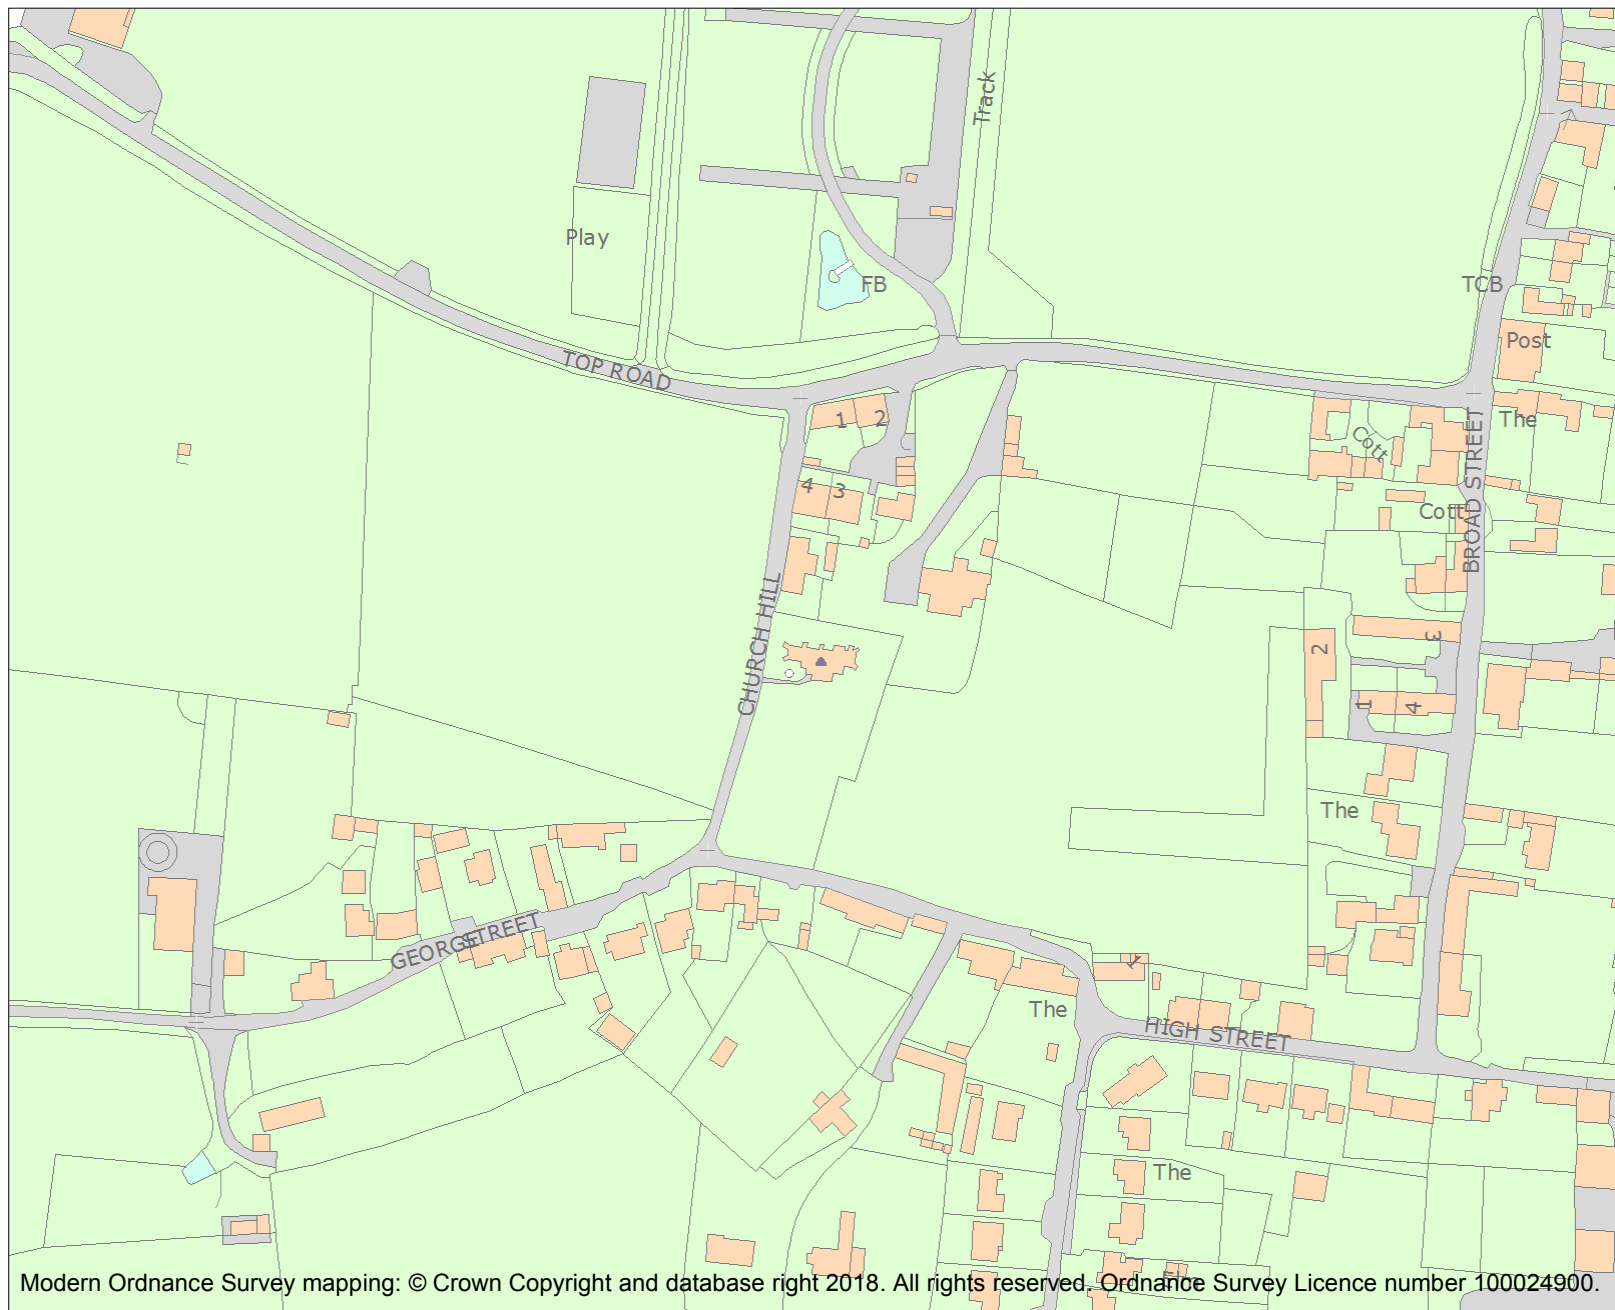 Track
Play
FB
TCB
Post
TOP ROAD
1 2
The
Cott
4 3
Cott
BROAD STREET
CHURCH HILL
3
2
1 4
The
GEORGE STREET
1
The
HIGH STREET
The
Modern Ordnance Survey mapping: © Crown Copyright and database right 2018. All rights reserved. Ordnance Survey Licence number 100024900.